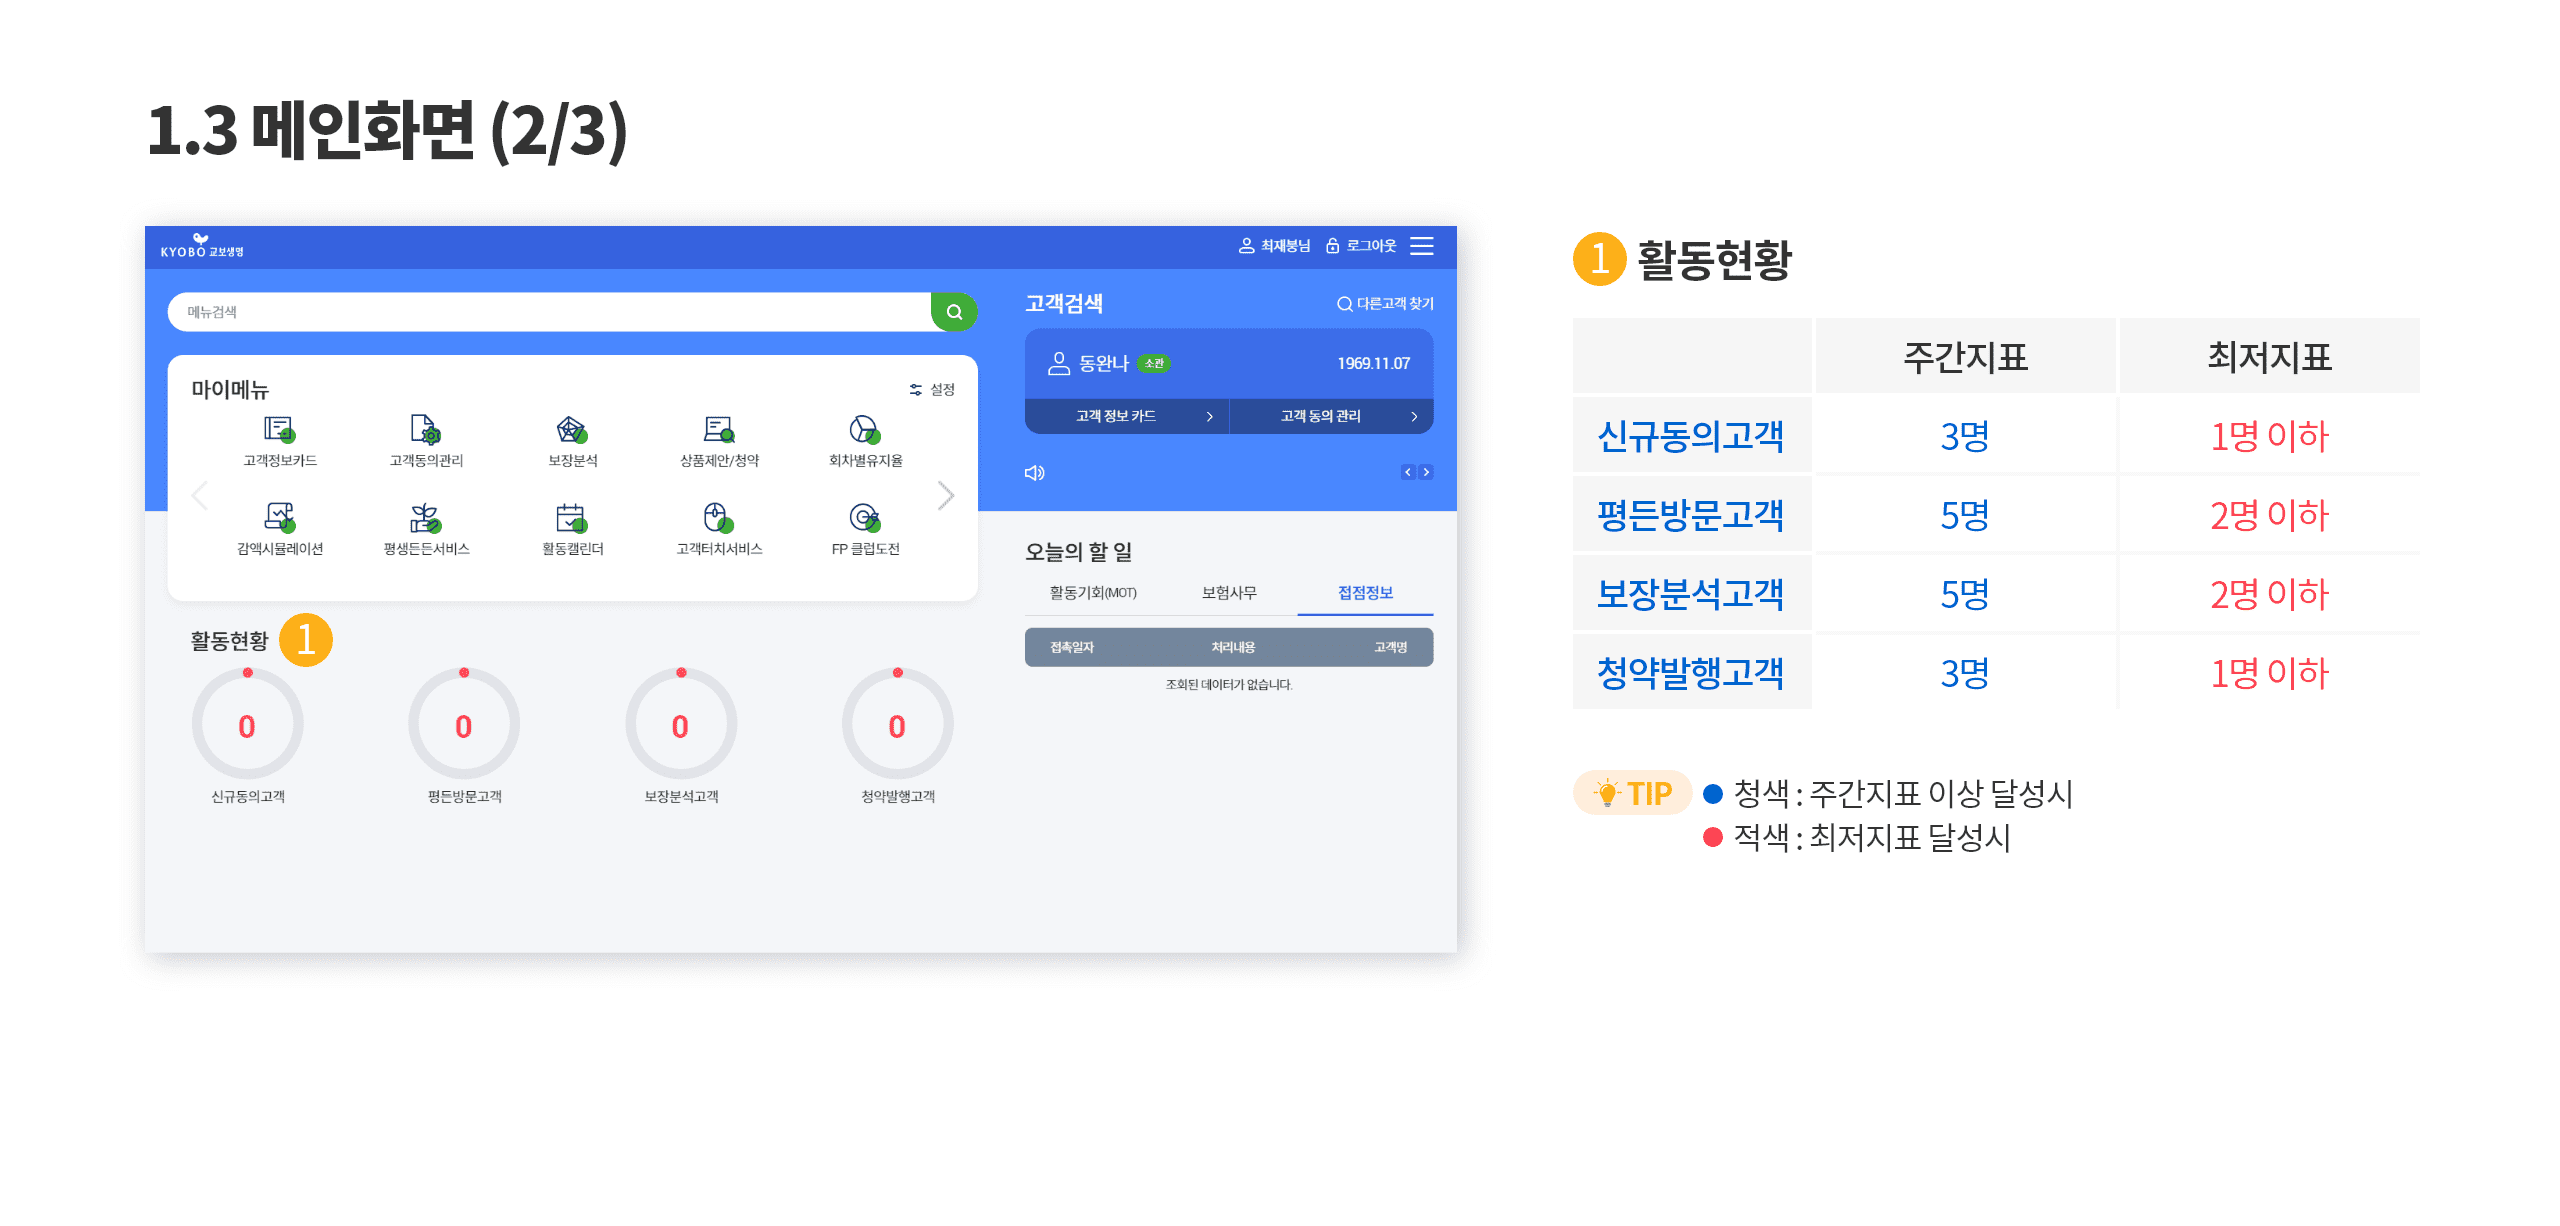 1.3 메인화면 (2/3)
KYOBO 교보생명
최재봉님 로그아웃
메뉴검색
마이메뉴 설정
고객정보카드 고객동의관리 보장분석 상품제안/청약 회차별유지율
감액시뮬레이션 평생든든서비스 활동캘린더 고객터치서비스 FP 클럽도전
활동현황 1
0 0 0 0
신규동의고객 평든방문고객 보장분석고객 청약발행고객
고객검색 다른고객 찾기
동완나 소관 1969.11.07
고객 정보 카드 고객 동의 관리
오늘의 할 일
활동기회(MOT) 보험사무 접점정보
접촉일자 처리내용 고객명
조회된 데이터가 없습니다.
1 활동현황
주간지표 최저지표
신규동의고객 3명 1명 이하
평든방문고객 5명 2명 이하
보장분석고객 5명 2명 이하
청약발행고객 3명 1명 이하
TIP 청색 : 주간지표 이상 달성시
적색 : 최저지표 달성시